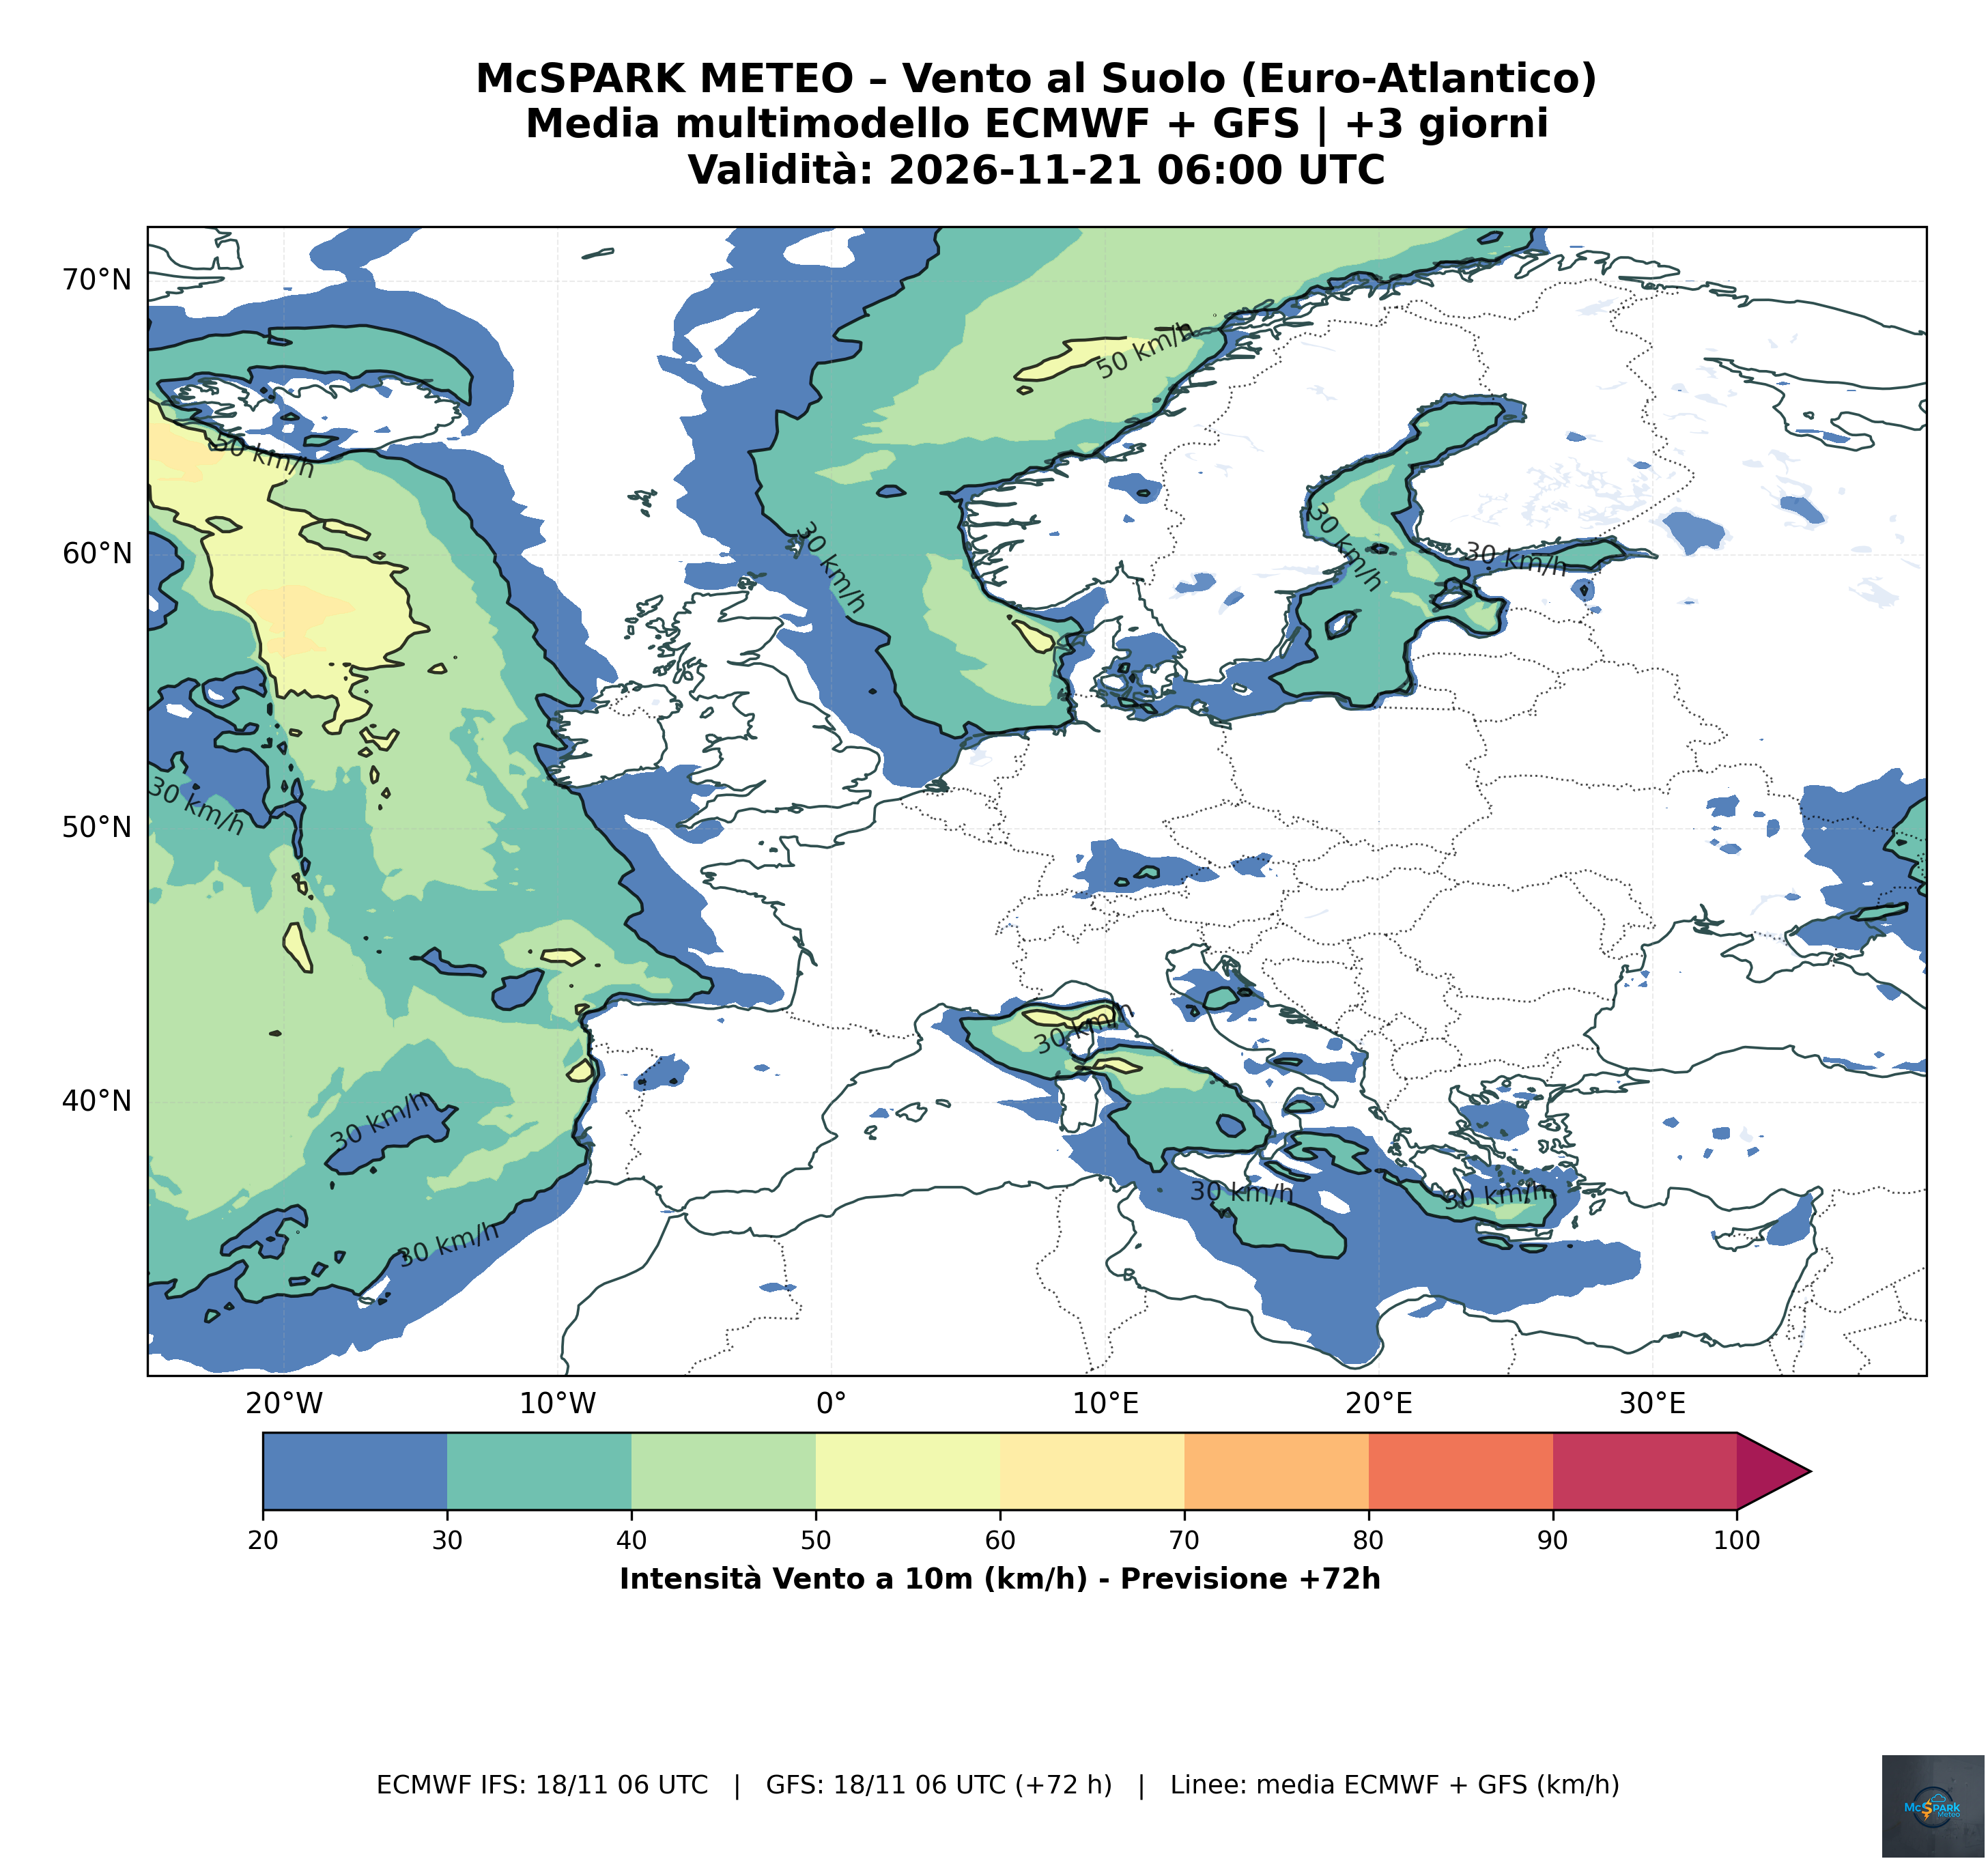 McSPARK METEO – Vento al Suolo (Euro-Atlantico)
Media multimodello ECMWF + GFS | +3 giorni
Validità: 2026-11-21 06:00 UTC
70°N
60°N
50°N
40°N
50 km/h
50 km/h
30 km/h
30 km/h
30 km/h
30 km/h
30 km/h
30 km/h
30 km/h
30 km/h
30 km/h
20°W 10°W 0° 10°E 20°E 30°E
20 30 40 50 60 70 80 90 100
Intensità Vento a 10m (km/h) - Previsione +72h
ECMWF IFS: 18/11 06 UTC | GFS: 18/11 06 UTC (+72 h) | Linee: media ECMWF + GFS (km/h)
McSPARK
Meteo